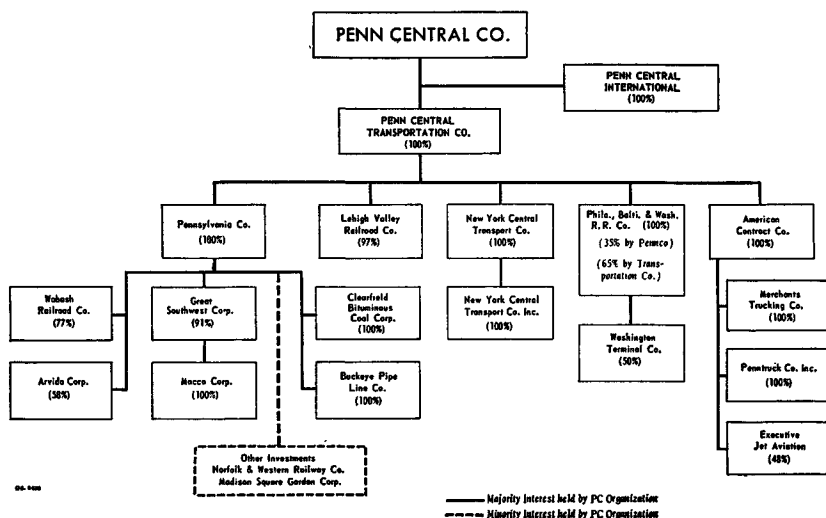 PENN CENTRAL CO.
PENN CENTRAL
INTERNATIONAL
(100%)
PENN CENTRAL
TRANSPORTATION CO.
(100%)
Pennsylvania Co.
(100%)
Lehigh Valley
Railroad Co.
(97%)
New York Central
Transport Co.
(100%)
Phila., Balti. & Wash.
R. R. Co. (100%)
(35% by Pennco)
(65% by Trans-
portation Co.)
American
Contract Co.
(100%)
Wabash
Railroad Co.
(77%)
Great
Southwest Corp.
(91%)
Clearfield
Bituminous
Coal Corp.
(100%)
New York Central
Transport Co. Inc.
(100%)
Merchants
Trucking Co.
(100%)
Washington
Terminal Co.
(50%)
Arvida Corp.
(58%)
Macco Corp.
(100%)
Buckeye Pipe
Line Co.
(100%)
Penntruck Co. Inc.
(100%)
Executive
Jet Aviation
(48%)
Other Investments
Norfolk & Western Railway Co.
Madison Square Garden Corp.
Majority Interest held by PC Organization
Minority Interest held by PC Organization